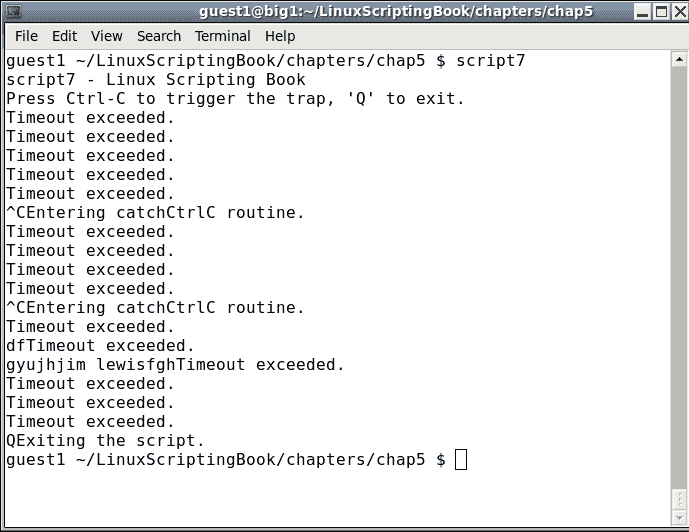 guest1@big1:~/LinuxScriptingBook/chapters/chap5
File Edit View Search Terminal Help
guest1 ~/LinuxScriptingBook/chapters/chap5 $ script7
script7 - Linux Scripting Book
Press Ctrl-C to trigger the trap, 'Q' to exit.
Timeout exceeded.
Timeout exceeded.
Timeout exceeded.
Timeout exceeded.
Timeout exceeded.
^CEntering catchCtrlC routine.
Timeout exceeded.
Timeout exceeded.
Timeout exceeded.
Timeout exceeded.
^CEntering catchCtrlC routine.
Timeout exceeded.
dfTimeout exceeded.
gyujhjim lewisfghTimeout exceeded.
Timeout exceeded.
Timeout exceeded.
Timeout exceeded.
QExiting the script.
guest1 ~/LinuxScriptingBook/chapters/chap5 $